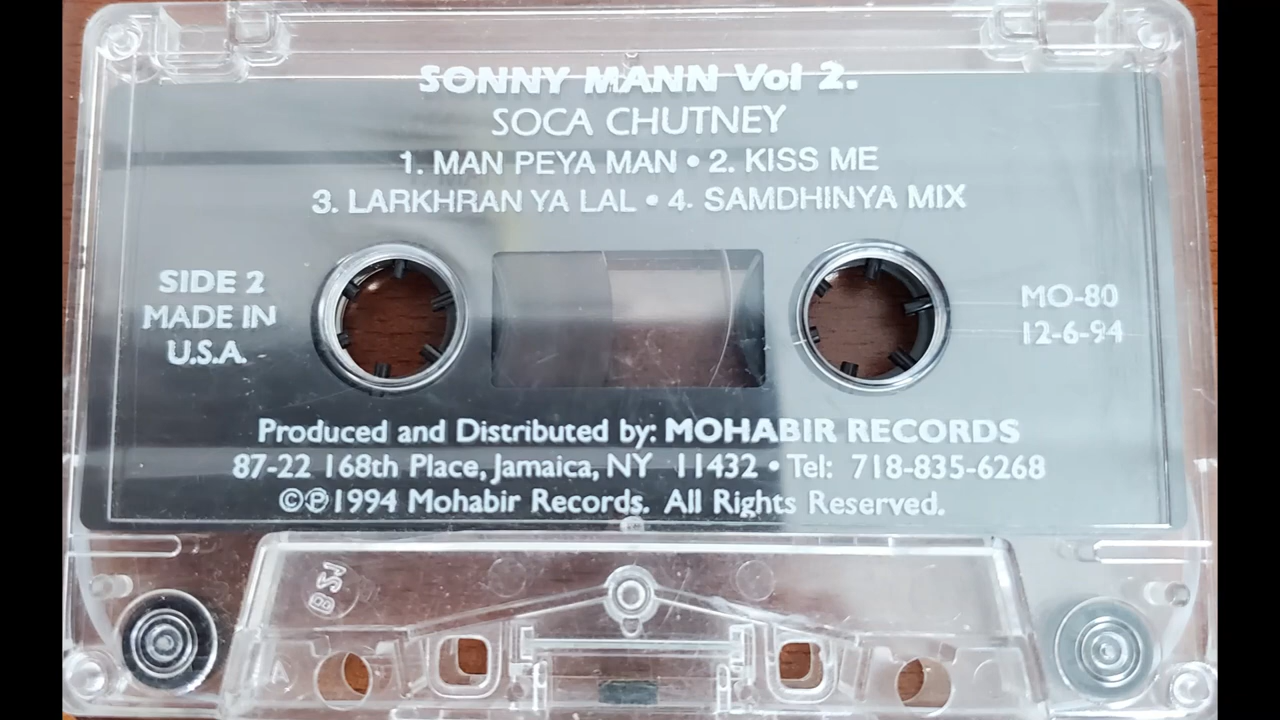 SONNY MANN Vol 2.
SOCA CHUTNEY
1. MAN PEYA MAN • 2. KISS ME
3. LARKHRAN YA LAL • 4. SAMDHINYA MIX
SIDE 2
MADE IN
U.S.A.
MO-80
12-6-94
Produced and Distributed by: MOHABIR RECORDS
87-22 168th Place, Jamaica, NY 11432 • Tel: 718-835-6268
©℗1994 Mohabir Records. All Rights Reserved.
A